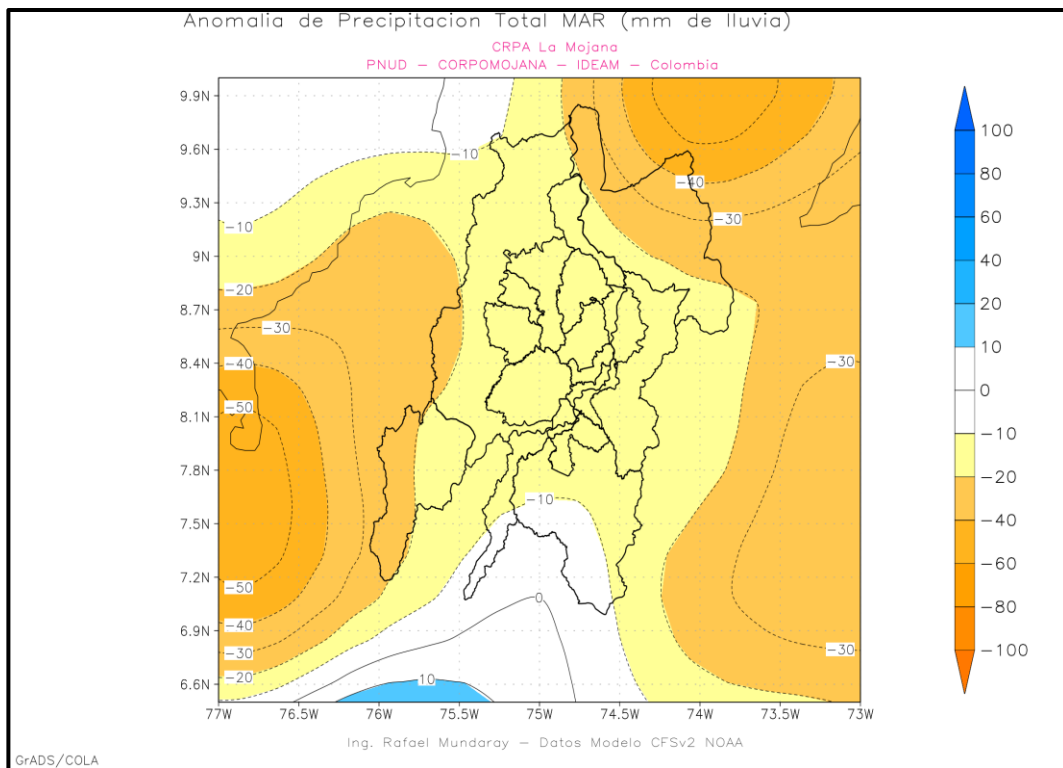 Anomalia de Precipitacion Total MAR (mm de lluvia)
CRPA La Mojana
PNUD − CORPOMOJANA − IDEAM − Colombia
9.9N
9.6N
9.3N
9N
8.7N
8.4N
8.1N
7.8N
7.5N
7.2N
6.9N
6.6N
−10
−10
−20
−30
−40
−50
−50
−40
−30
−20
−40
−30
−30
−30
−10
0
10
77W 76.5W 76W 75.5W 75W 74.5W 74W 73.5W 73W
100
80
60
40
20
10
0
−10
−20
−40
−60
−80
−100
Ing. Rafael Mundaray − Datos Modelo CFSv2 NOAA
GrADS/COLA